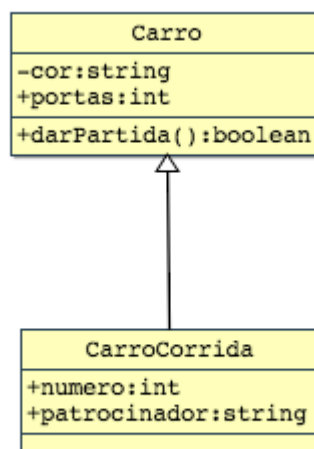 Carro
-cor:string
+portas:int
+darPartida():boolean
CarroCorrida
+numero:int
+patrocinador:string